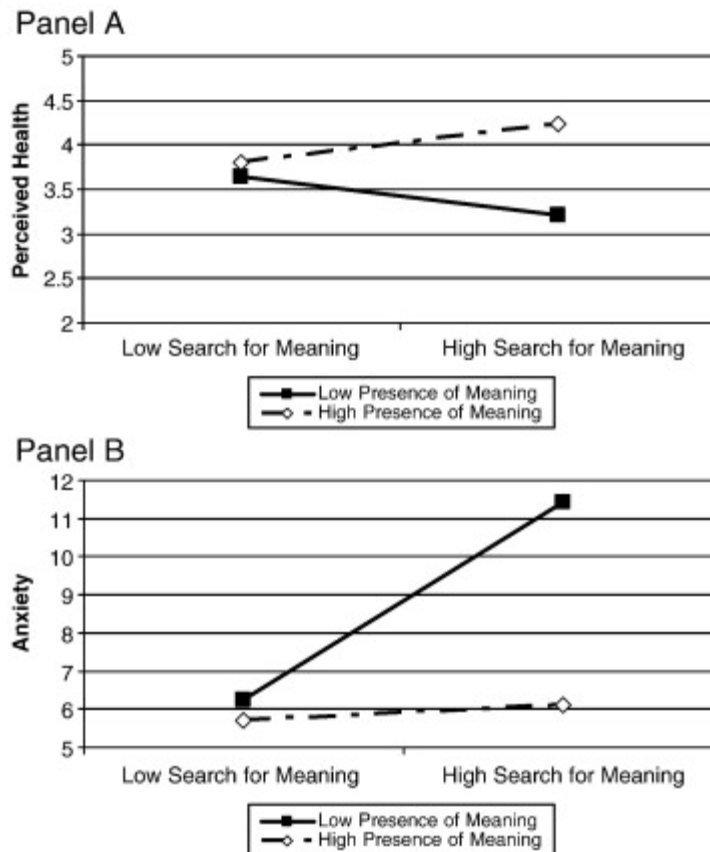 Panel A
5
4.5
4
3.5
3
2.5
2
Perceived Health
Low Search for Meaning High Search for Meaning
Low Presence of Meaning
High Presence of Meaning
Panel B
12
11
10
9
8
7
6
5
Anxiety
Low Search for Meaning High Search for Meaning
Low Presence of Meaning
High Presence of Meaning